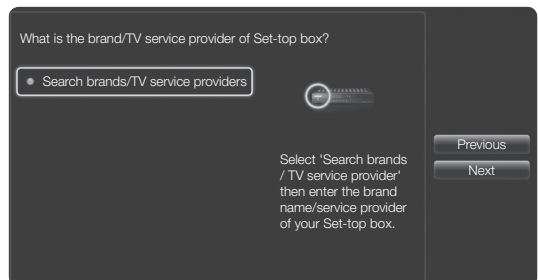 What is the brand/TV service provider of Set-top box?
Search brands/TV service providers
Select 'Search brands
/ TV service provider'
then enter the brand
name/service provider
of your Set-top box.
Previous
Next